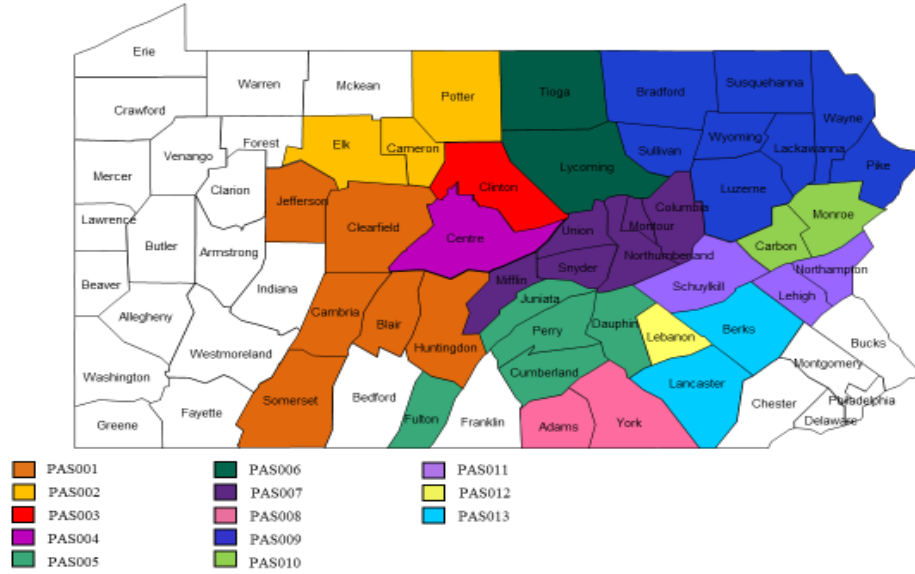 Erie
Warren
Mckean
Potter
Tioga
Bradford
Susquehanna
Crawford
Wayne
Forest
Elk
Cameron
Wyoming
Lackawanna
Venango
Sullivan
Pike
Mercer
Clarion
Lycoming
Clinton
Luzerne
Jefferson
Columbia
Lawrence
Clearfield
Monroe
Montour
Union
Centre
Butler
Carbon
Armstrong
Northumberland
Snyder
Northampton
Beaver
Mifflin
Indiana
Schuylkill
Lehigh
Juniata
Allegheny
Cambria
Blair
Perry
Dauphin
Berks
Lebanon
Bucks
Huntingdon
Westmoreland
Montgomery
Washington
Cumberland
Lancaster
Somerset
Bedford
Philadelphia
Chester
Fayette
Fulton
Franklin
Adams
York
Delaware
Greene
PAS001
PAS002
PAS003
PAS004
PAS005
PAS006
PAS007
PAS008
PAS009
PAS010
PAS011
PAS012
PAS013